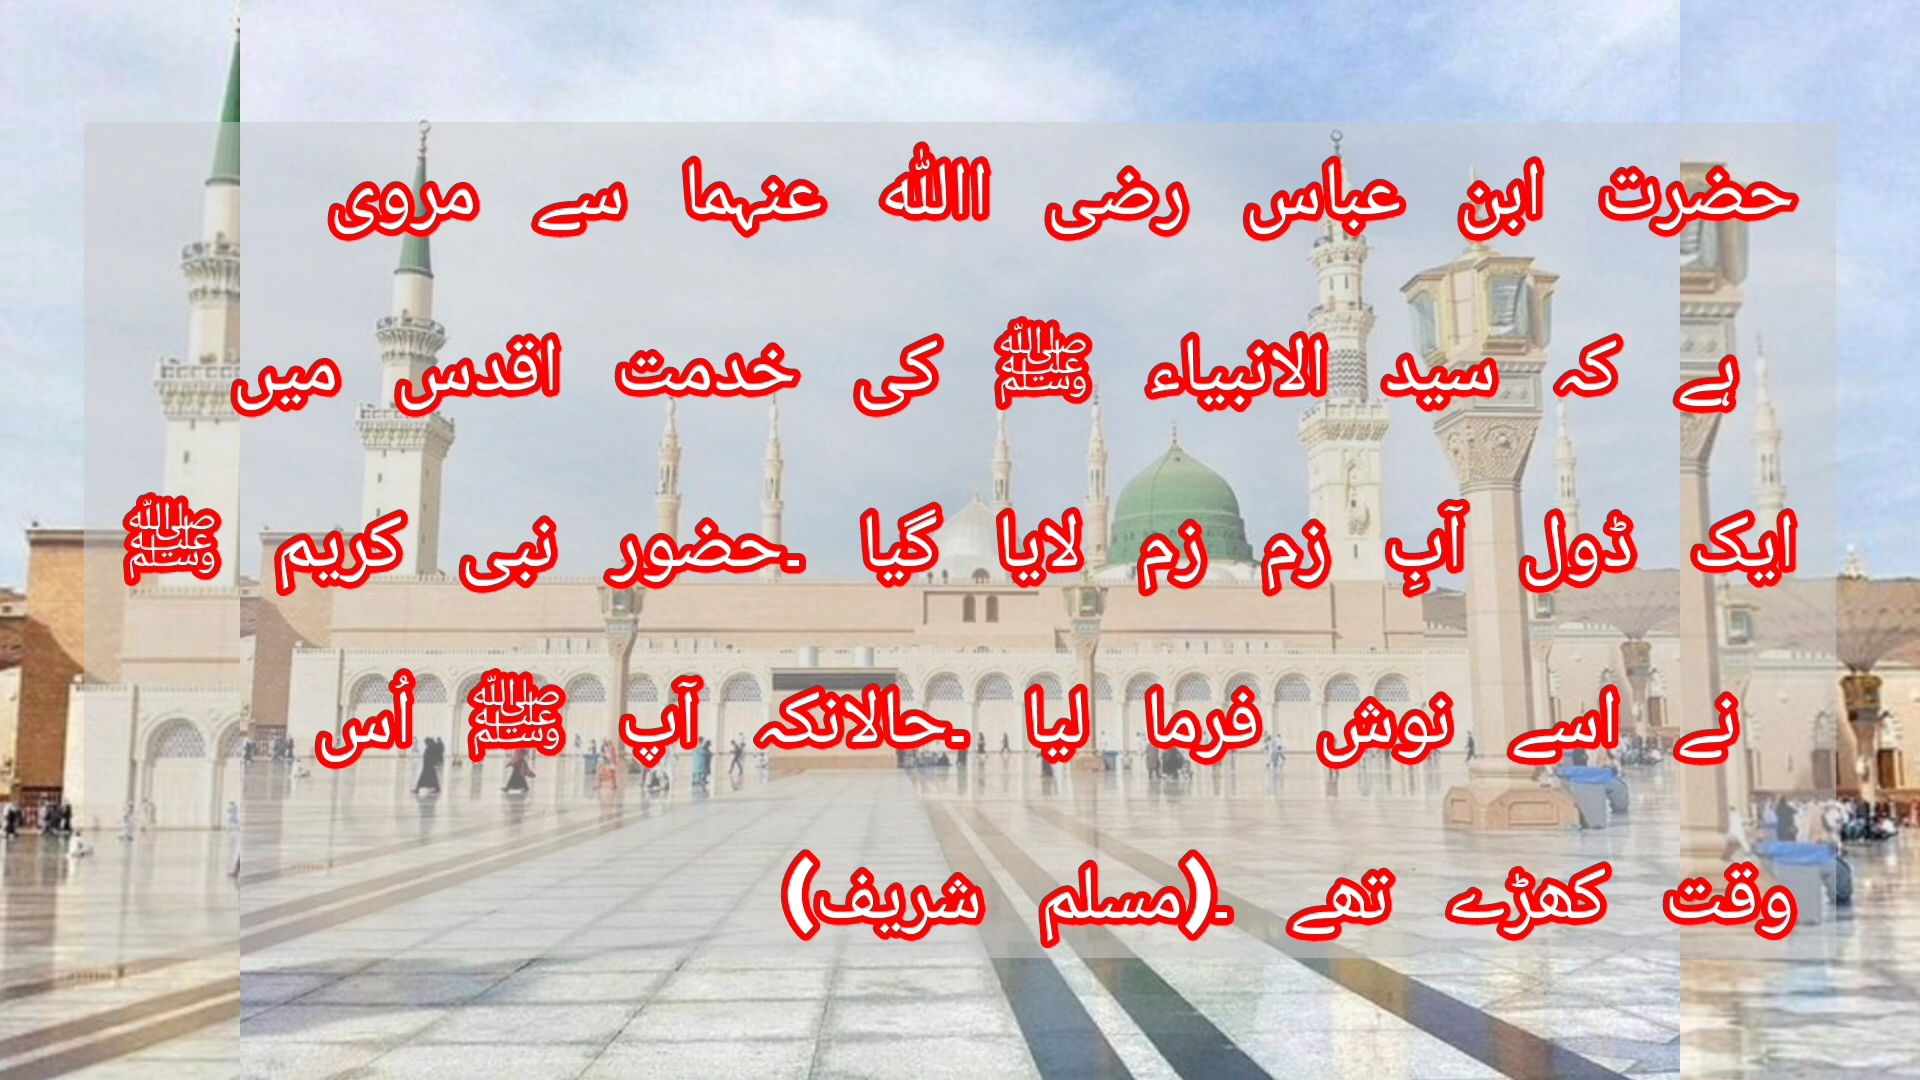 حضرت ابن عباس رضی اﷲ عنہما سے مروی
ہے کہ سید الانبیاء ﷺ کی خدمت اقدس میں
ایک ڈول آبِ زم زم لایا گیا ۔حضور نبی کریم ﷺ
نے اسے نوش فرما لیا ۔حالانکہ آپ ﷺ اُس
وقت کھڑے تھے ۔(مسلم شریف)